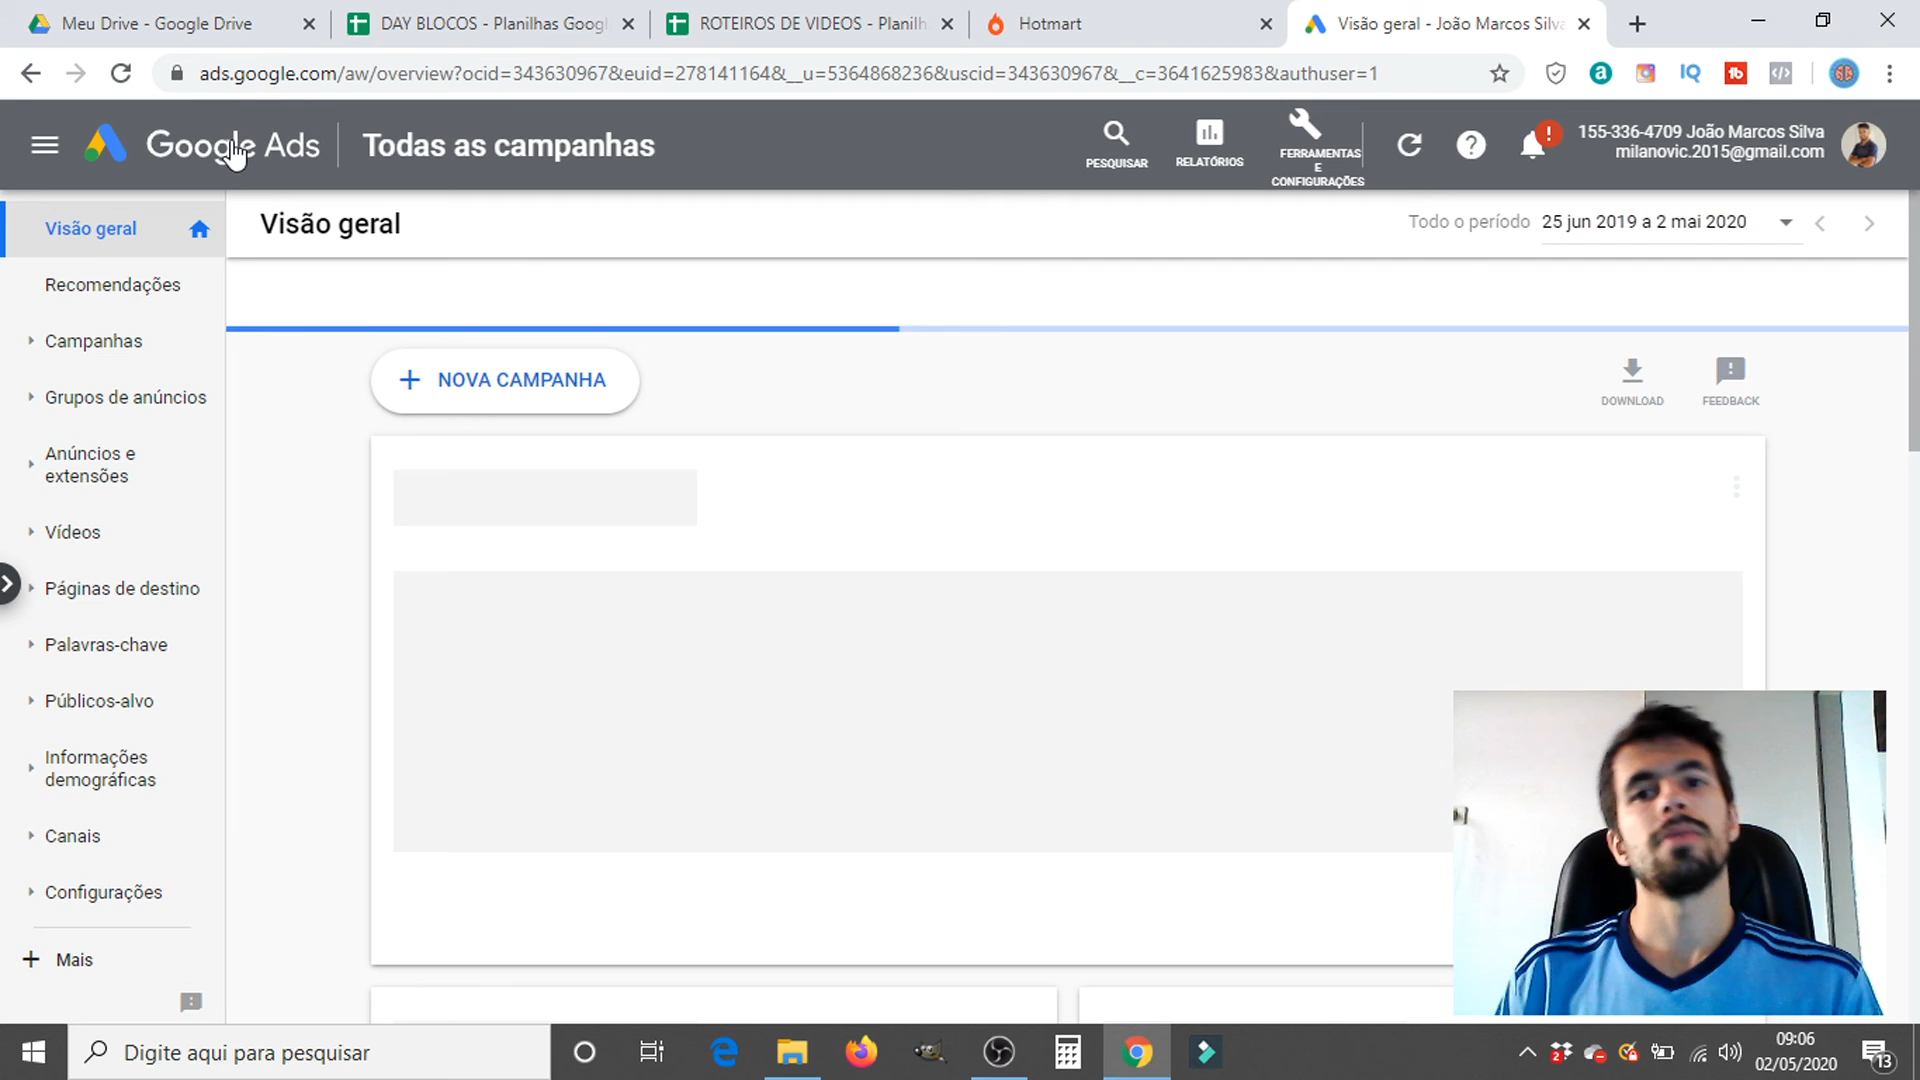 Meu Drive - Google Drive
DAY BLOCOS - Planilhas Googl
ROTEIROS DE VIDEOS - Planilh
Hotmart
Visão geral - João Marcos Silva
ads.google.com/aw/overview?ocid=343630967&euid=278141164&__u=5364868236&uscid=343630967&__c=3641625983&authuser=1
Google Ads
Todas as campanhas
PESQUISAR
RELATÓRIOS
FERRAMENTAS
E
CONFIGURAÇÕES
155-336-4709 João Marcos Silva
milanovic.2015@gmail.com
Visão geral
Recomendações
Campanhas
Grupos de anúncios
Anúncios e
extensões
Vídeos
Páginas de destino
Palavras-chave
Públicos-alvo
Informações
demográficas
Canais
Configurações
Mais
Visão geral
Todo o período
25 jun 2019 a 2 mai 2020
NOVA CAMPANHA
DOWNLOAD
FEEDBACK
Digite aqui para pesquisar
09:06
02/05/2020
13